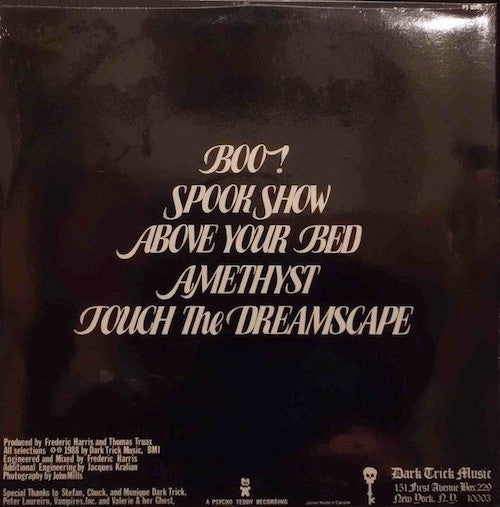 BOO!
SPOOK SHOW
ABOVE YOUR BED
AMETHYST
TOUCH The DREAMSCAPE
Produced by Frederic Harris and Thomas Truax
All selections ©℗ 1988 by Dark Trick Music, BMI
Engineered and Mixed by Frederic Harris
Additional Engineering by Jacques Kralian
Photography by John Mills
Special Thanks to Stefan, Chuck, and Monique Dark Trick,
Peter Loureiro, Vampires, Inc. and Valerie & her Ghost.
A PSYCHO TEDDY RECORDING
Jacket Made in Canada
Dark Trick Music
151 First Avenue Box 229
New York, N.Y. 10003